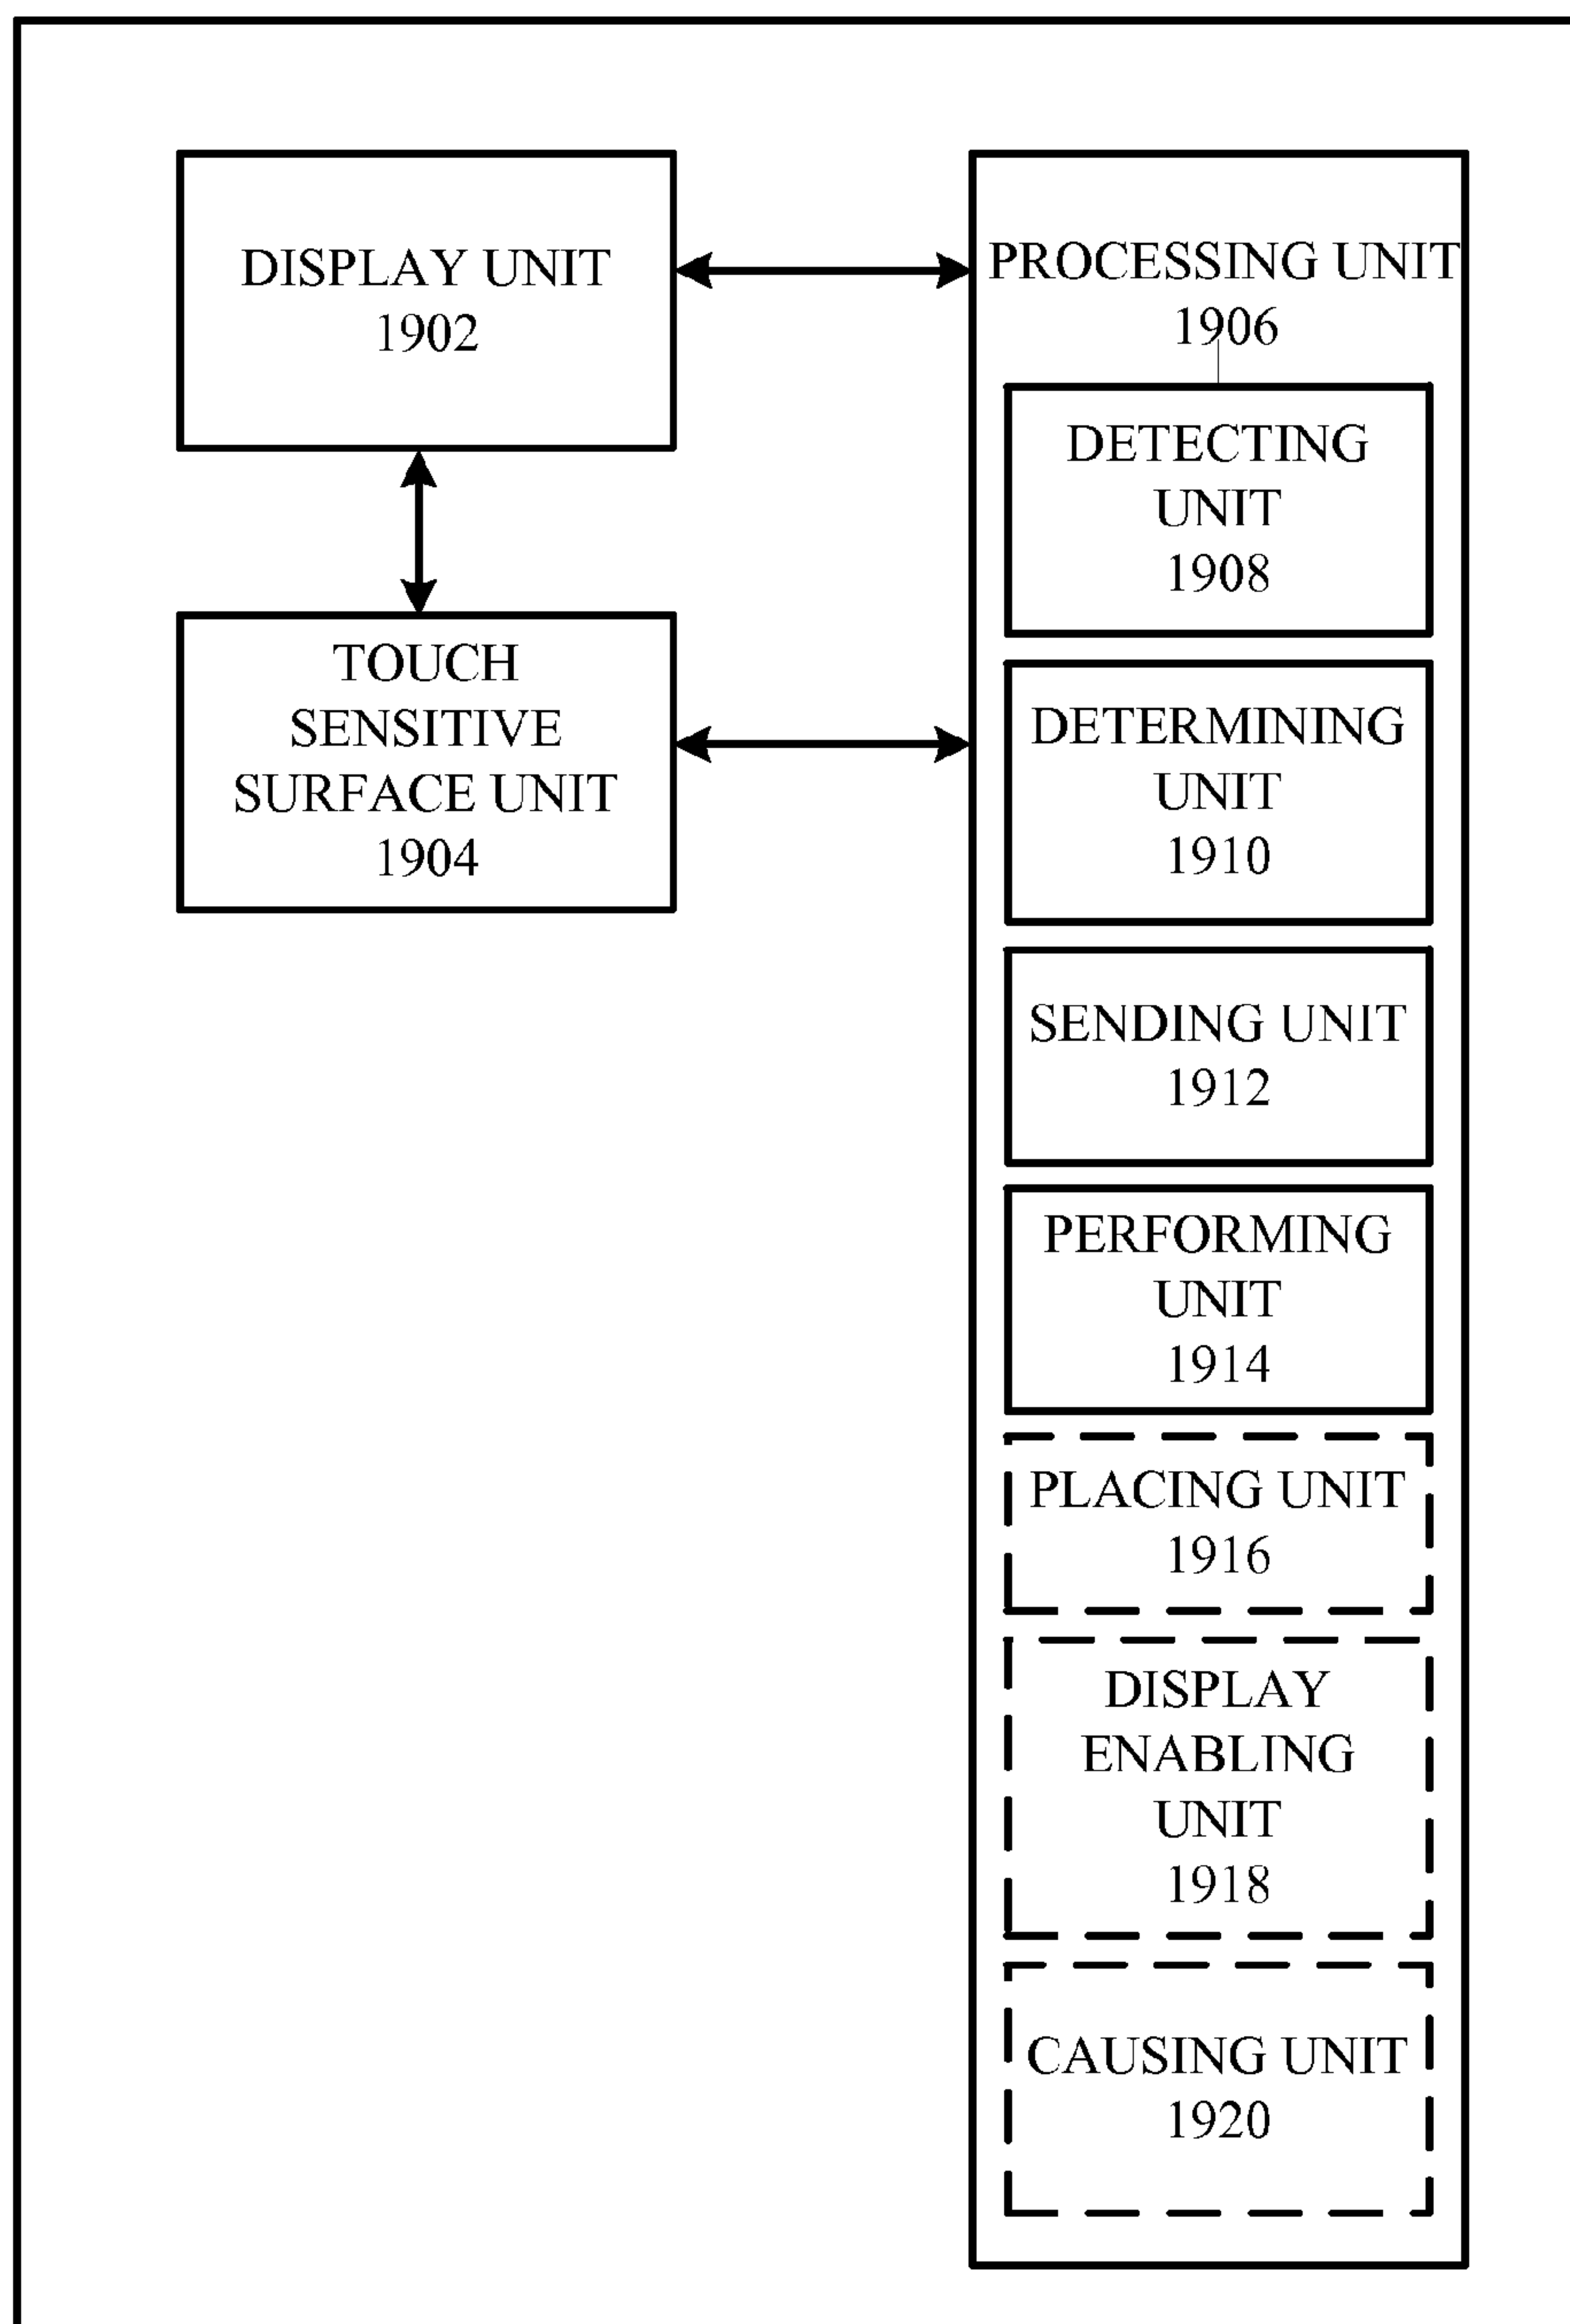 DISPLAY UNIT
1902
TOUCH
SENSITIVE
SURFACE UNIT
1904
PROCESSING UNIT
1906
DETECTING
UNIT
1908
DETERMINING
UNIT
1910
SENDING UNIT
1912
PERFORMING
UNIT
1914
PLACING UNIT
1916
DISPLAY
ENABLING
UNIT
1918
CAUSING UNIT
1920